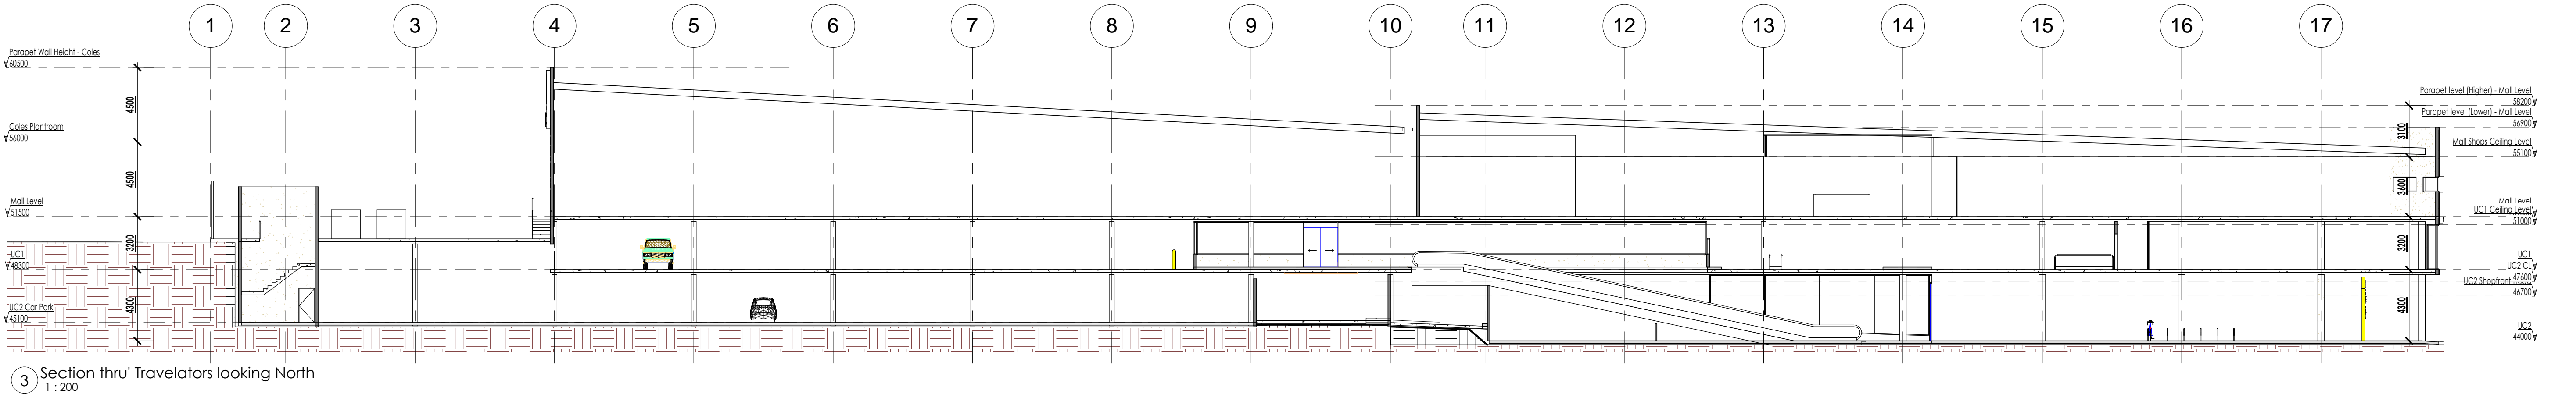 1 2 3 4 5 6 7 8 9 10 11 12 13 14 15 16 17
Parapet Wall Height - Coles
60500
4500
Coles Plantroom
56000
4500
Mall Level
51500
3200
UC1
48300
4300
UC2 Car Park
45100
Parapet level (Higher) - Mall Level
58200
Parapet level (Lower) - Mall Level
56900
3100
Mall Shops Ceiling Level
55100
3600
Mall Level
UC1 Ceiling Level
51000
3200
UC1
UC2 CL
47600
UC2 Shopfront
46700
4300
UC2
44000
3 Section thru' Travelators looking North
1 : 200